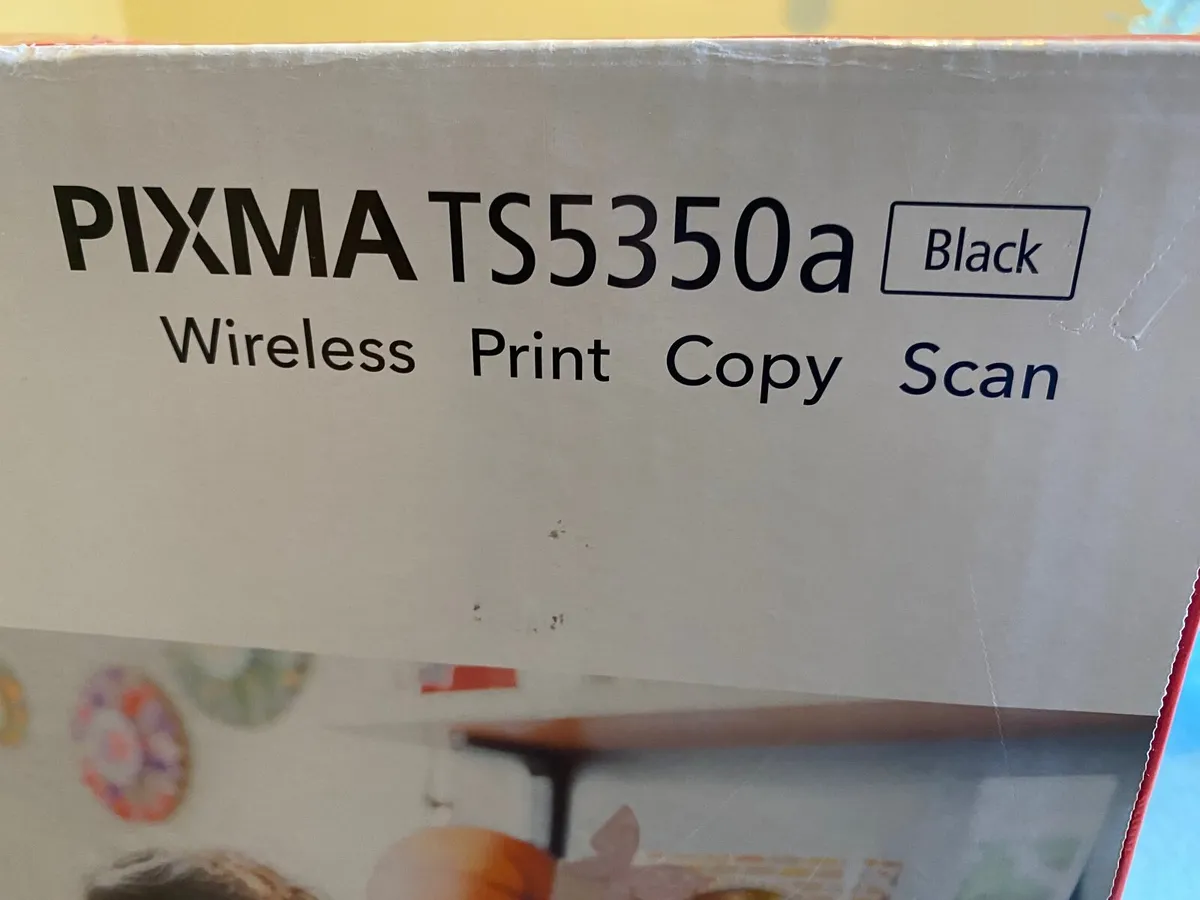 PIXMA TS5350a Black
Wireless Print Copy Scan